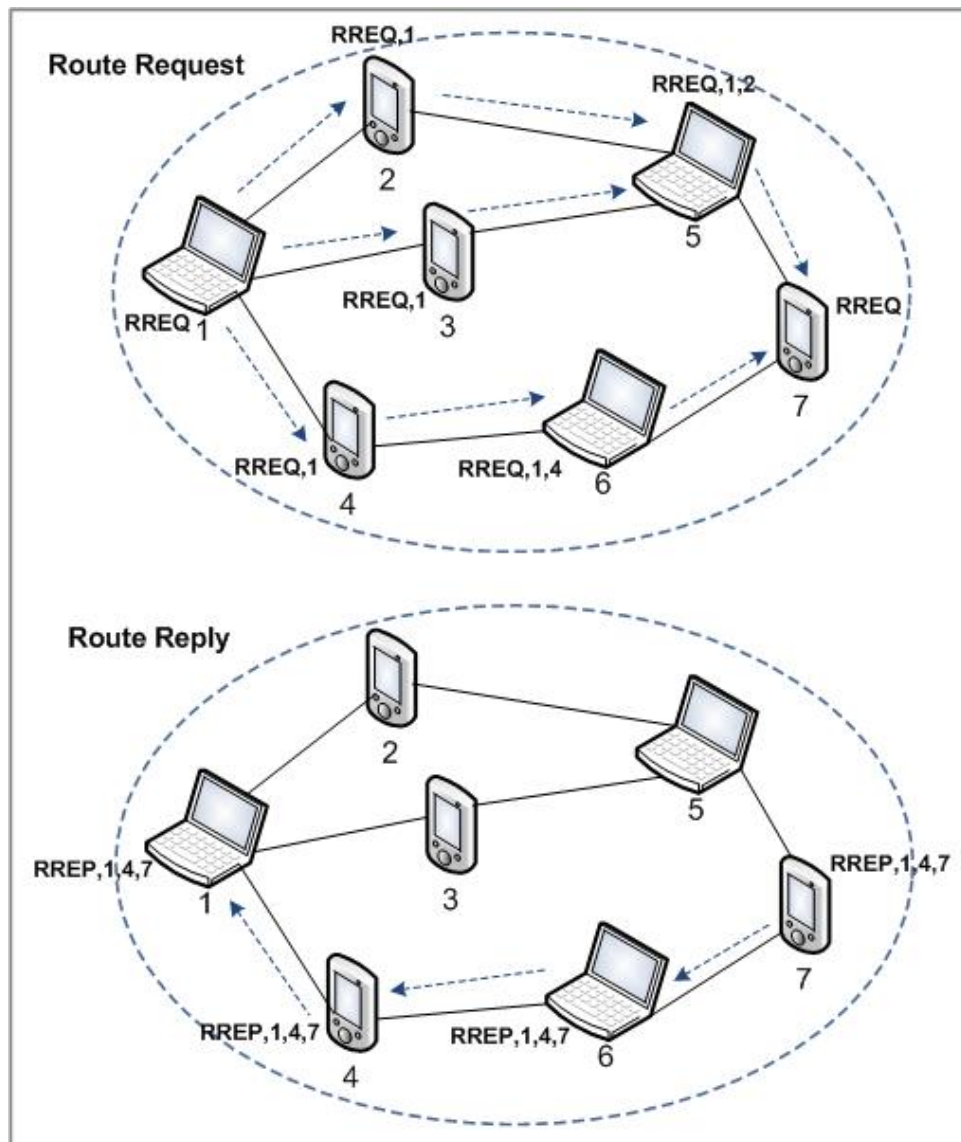 RREQ,1
Route Request
RREQ,1,2
2
5
RREQ,1
3
RREQ 1
RREQ
7
RREQ,1
4
RREQ,1,4
6
Route Reply
2
5
3
RREP,1,4,7
1
RREP,1,4,7
7
RREP,1,4,7
4
RREP,1,4,7
6